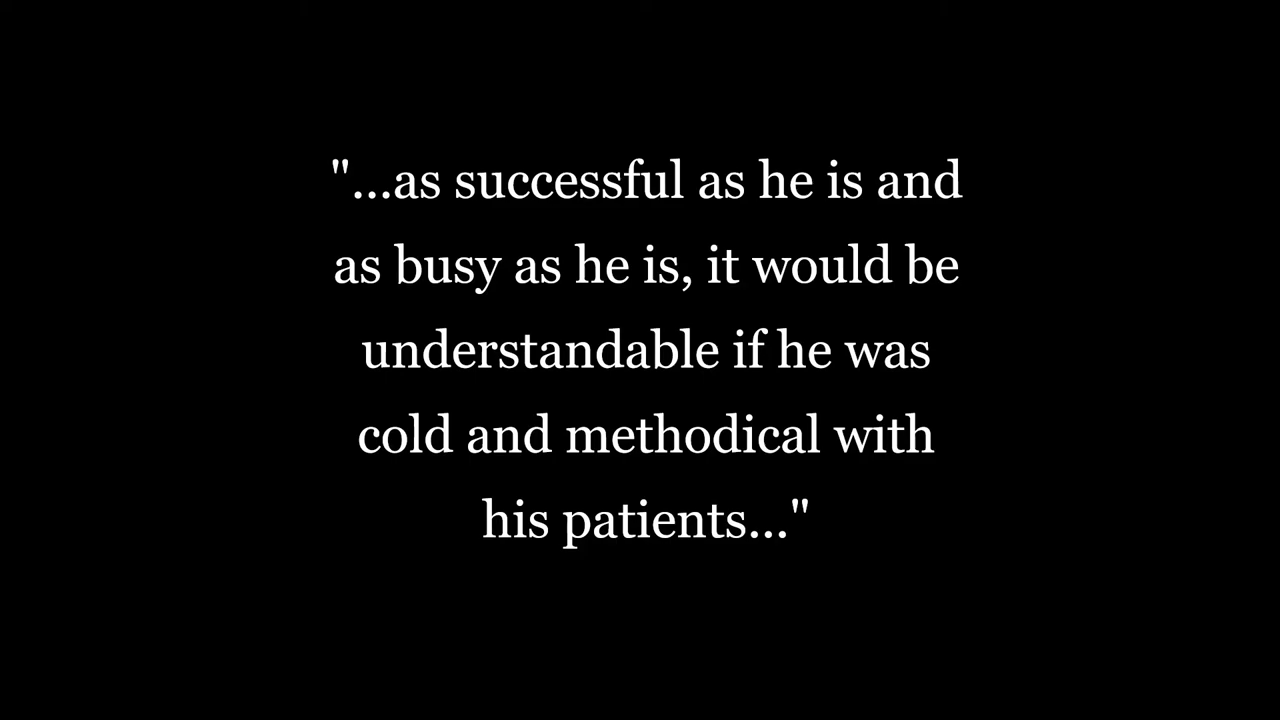 "...as successful as he is and
as busy as he is, it would be
understandable if he was
cold and methodical with
his patients..."